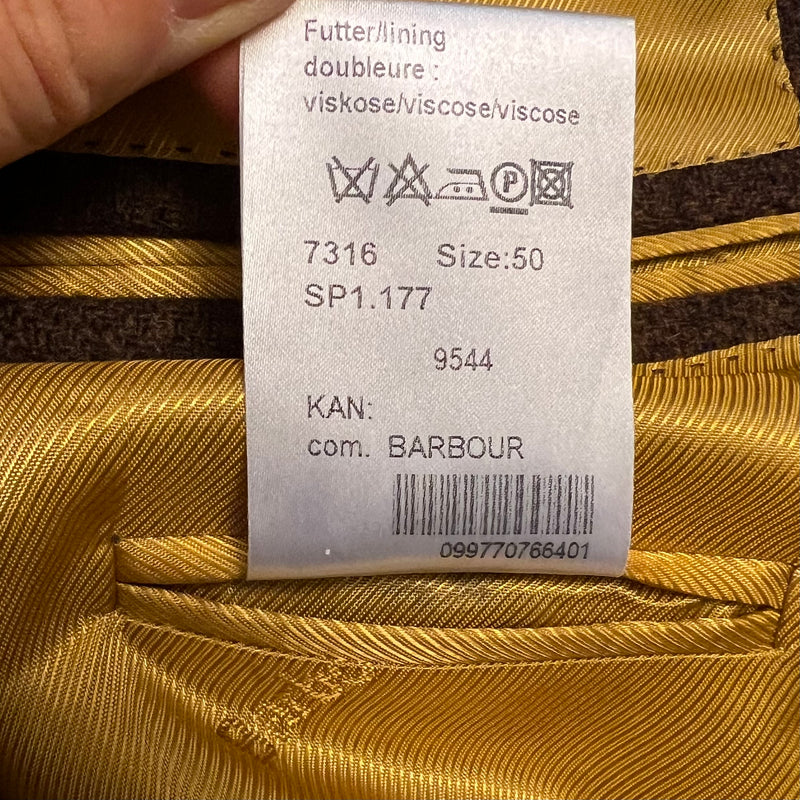 Futter/lining
doubleure :
viskose/viscose/viscose
P
7316 Size:50
SP1.177
9544
KAN:
com. BARBOUR
099770766401